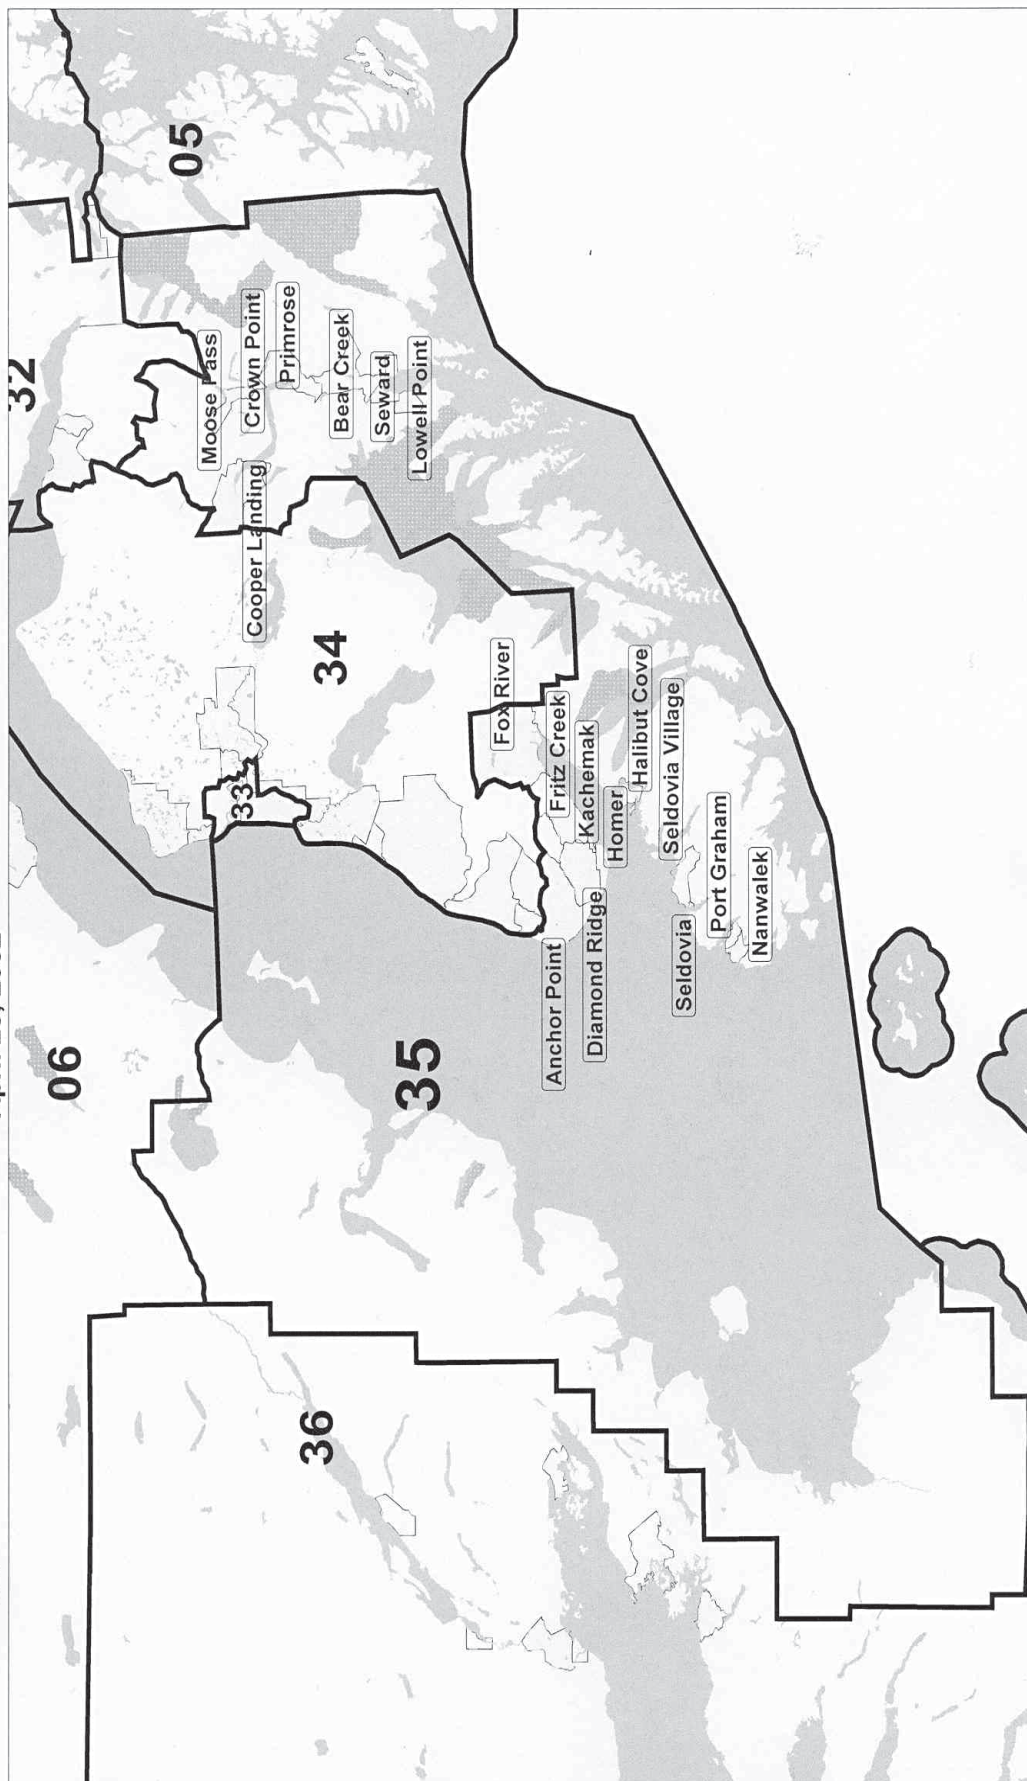 06
32
05
33
34
36
35
Moose Pass
Crown Point
Cooper Landing
Primrose
Bear Creek
Seward
Lowell Point
Fox River
Fritz Creek
Anchor Point
Kachemak
Diamond Ridge
Homer
Halibut Cove
Seldovia Village
Seldovia
Port Graham
Nanwalek